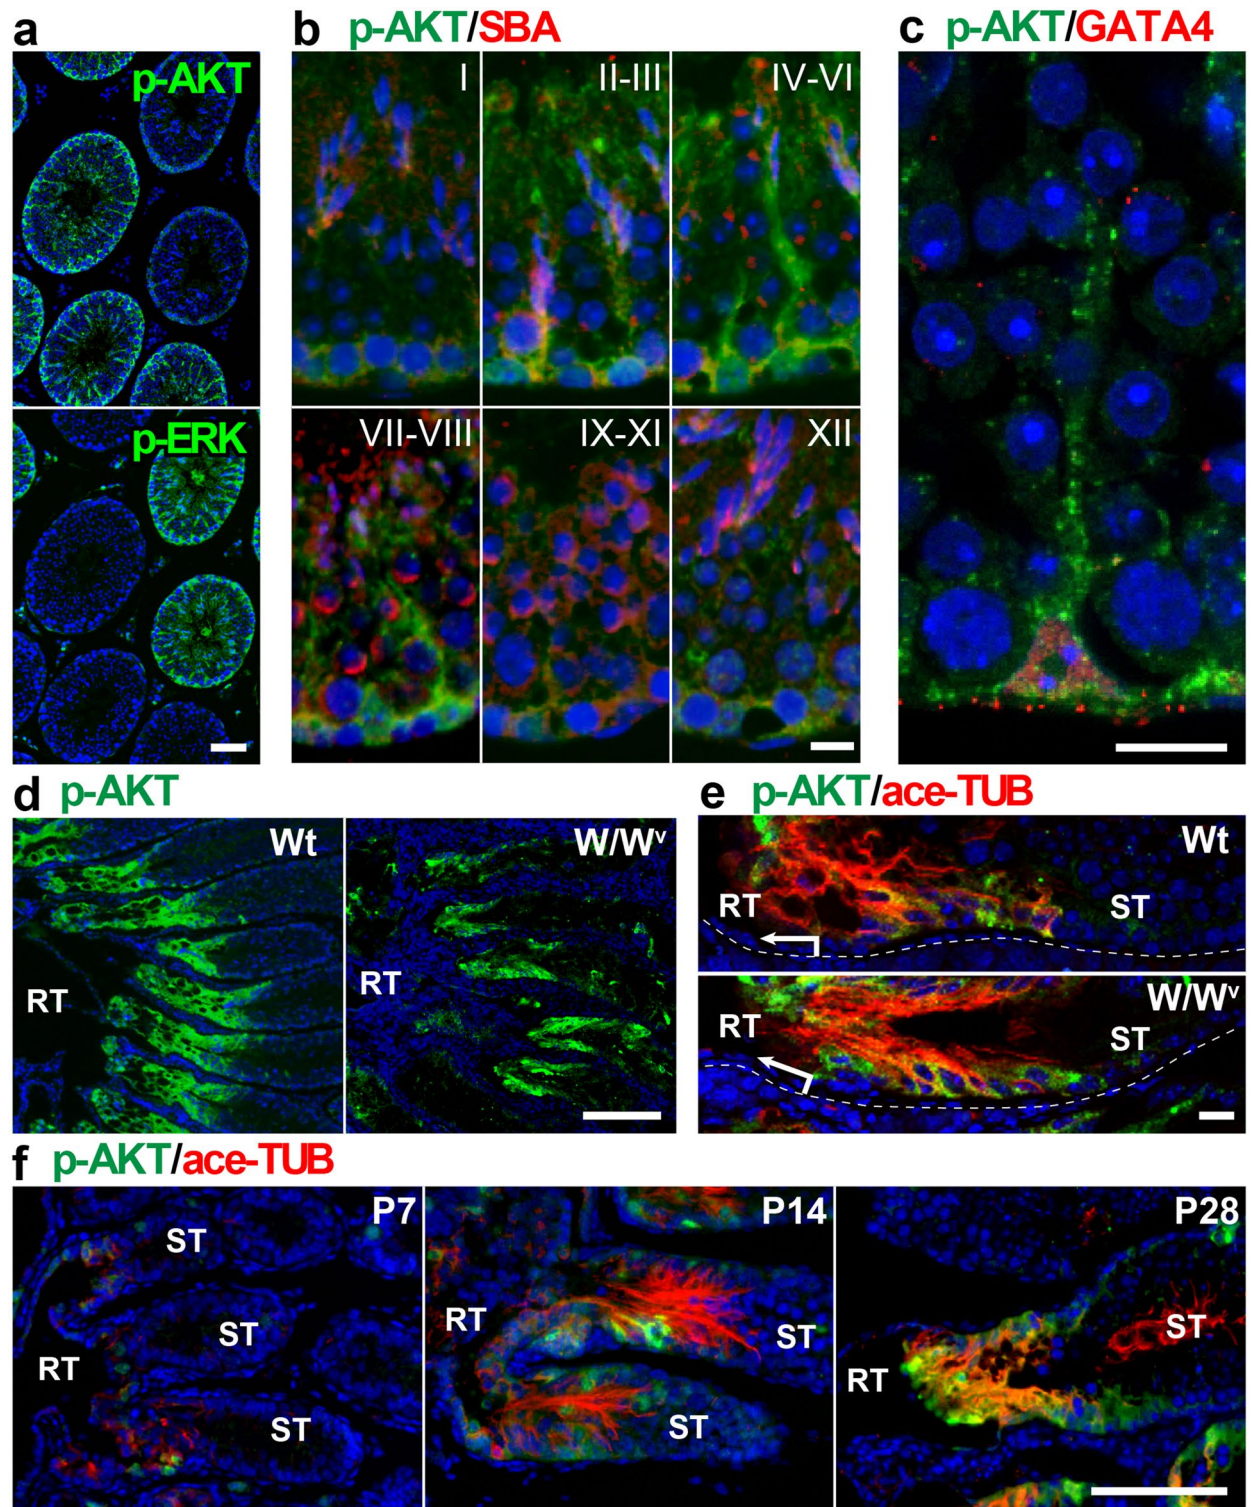 a
p-AKT
p-ERK
b p-AKT/SBA
I
II-III
IV-VI
VII-VIII
IX-XI
XII
c p-AKT/GATA4
d p-AKT
Wt
RT
W/Wᵛ
RT
e p-AKT/ace-TUB
Wt
RT
ST
W/Wᵛ
RT
ST
f p-AKT/ace-TUB
P7
ST
ST
RT
ST
P14
RT
ST
ST
P28
ST
RT